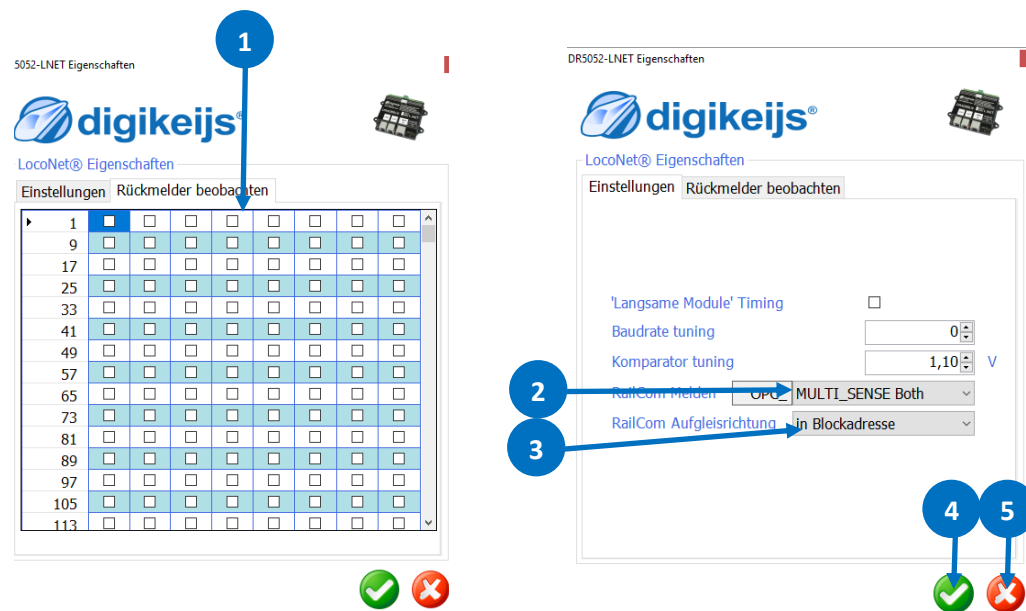 1
5052-LNET Eigenschaften
digikeijs®
LocoNet® Eigenschaften
Einstellungen Rückmelder beobachten
1
9
17
25
33
41
49
57
65
73
81
89
97
105
113
DR5052-LNET Eigenschaften
digikeijs®
LocoNet® Eigenschaften
Einstellungen Rückmelder beobachten
'Langsame Module' Timing
Baudrate tuning 0
Komparator tuning 1,10 V
2
RailCom Melden OPC_ MULTI_SENSE Both
RailCom Aufgleisrichtung in Blockadresse
3
4 5